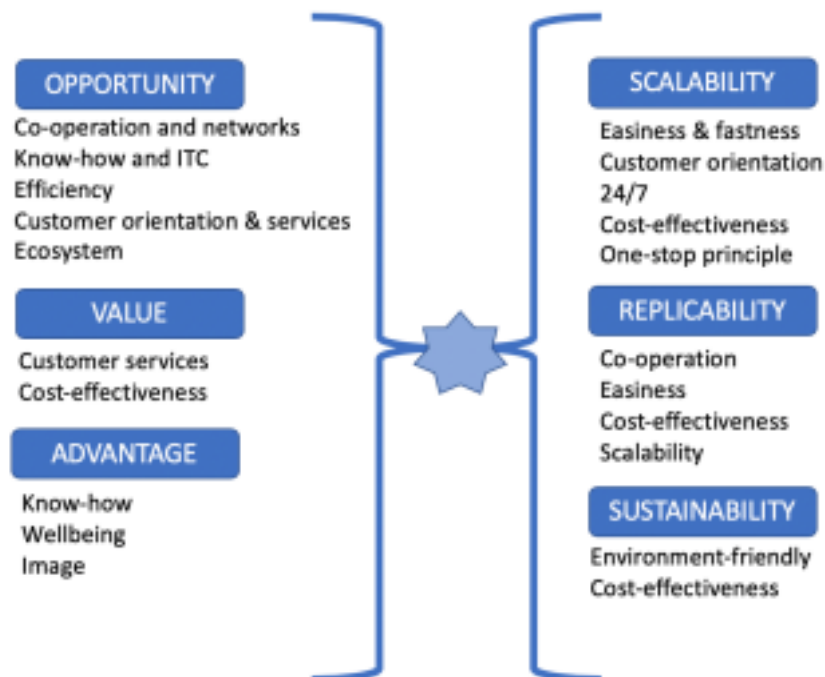 OPPORTUNITY
Co-operation and networks
Know-how and ITC
Efficiency
Customer orientation & services
Ecosystem
VALUE
Customer services
Cost-effectiveness
ADVANTAGE
Know-how
Wellbeing
Image
SCALABILITY
Easiness & fastness
Customer orientation
24/7
Cost-effectiveness
One-stop principle
REPLICABILITY
Co-operation
Easiness
Cost-effectiveness
Scalability
SUSTAINABILITY
Environment-friendly
Cost-effectiveness